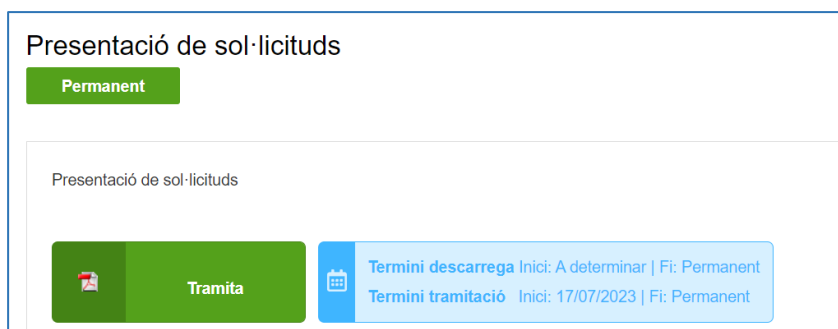 Presentació de sol·licituds
Permanent
Presentació de sol·licituds
Tramita
Termini descarrega Inici: A determinar | Fi: Permanent
Termini tramitació Inici: 17/07/2023 | Fi: Permanent